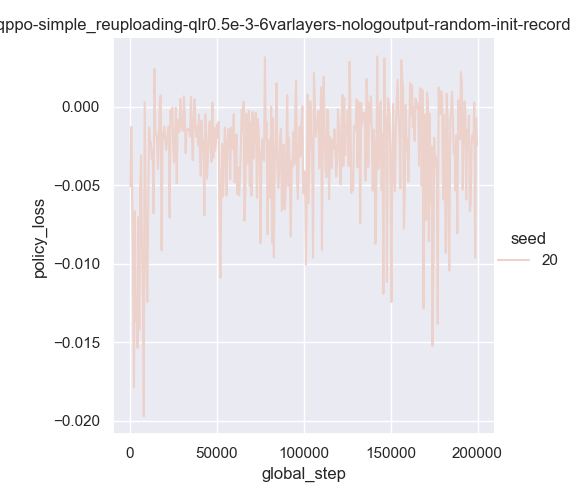 qppo-simple_reuploading-qlr0.5e-3-6varlayers-nologoutput-random-init-records
0.000
−0.005
−0.010
−0.015
−0.020
policy_loss
0
50000
100000
150000
200000
global_step
seed
20